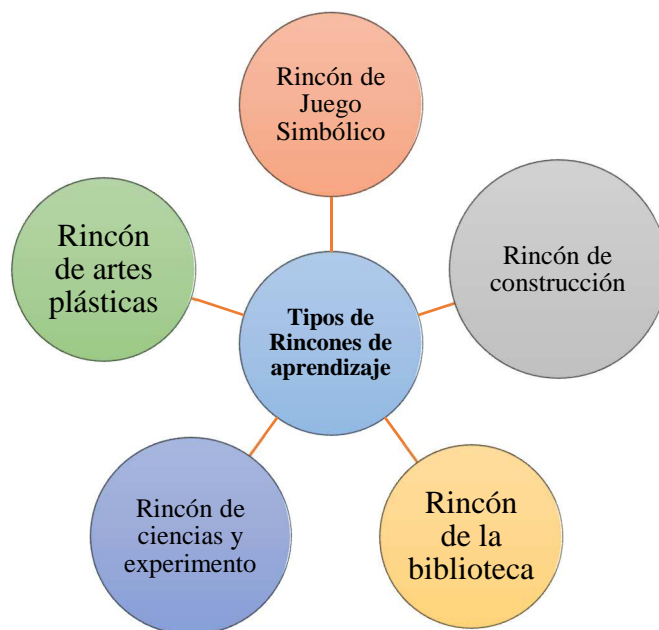 Rincón de
Juego
Simbólico
Rincón
de artes
plásticas
Rincón de
construcción
Tipos de
Rincones de
aprendizaje
Rincón de
ciencias y
experimento
Rincón
de la
biblioteca